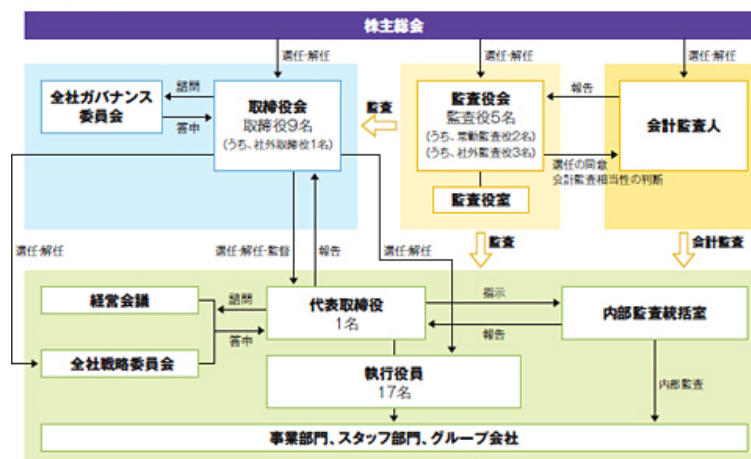 株主総会
選任・解任
選任・解任
選任・解任
全社ガバナンス
委員会
諮問
答申
取締役会
取締役9名
(うち、社外取締役1名)
監査
監査役会
監査役5名
(うち、常勤監査役2名)
(うち、社外監査役3名)
報告
会計監査人
選任の同意
会計監査相当性の判断
監査役室
選任・解任
選任・解任・監督
報告
選任・解任
監査
会計監査
経営会議
全社戦略委員会
諮問
答申
代表取締役
1名
指示
報告
内部監査統括室
執行役員
17名
内部監査
事業部門、スタッフ部門、グループ会社